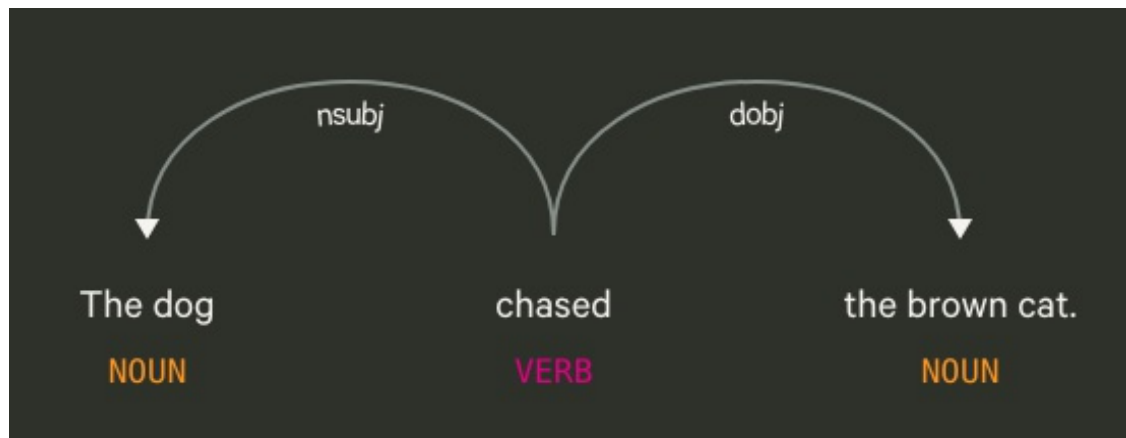 nsubj dobj
The dog chased the brown cat.
NOUN VERB NOUN